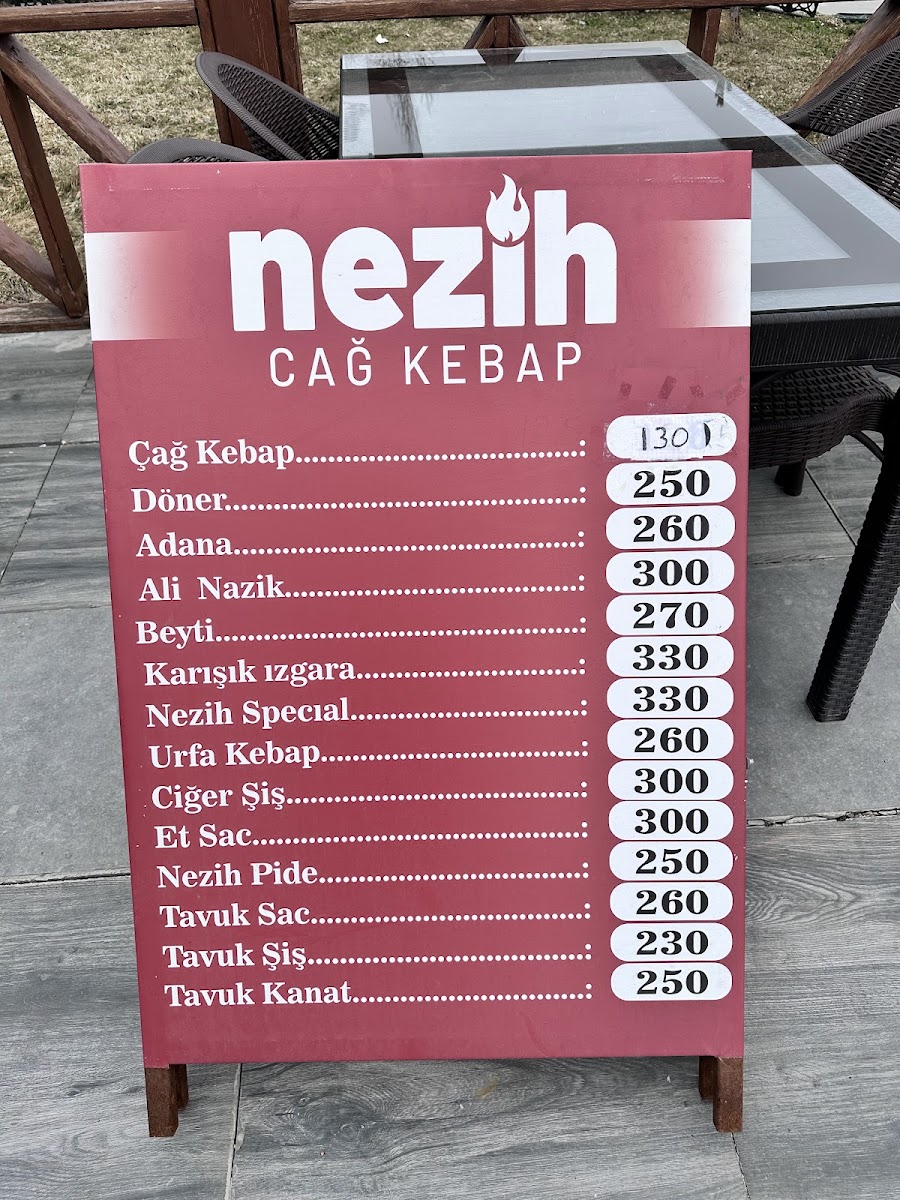 nezih
CAĞ KEBAP
Çağ Kebap..................................: 130
Döner............................................: 250
Adana...........................................: 260
Ali Nazik....................................: 300
Beyti.............................................: 270
Karışık ızgara...........................: 330
Nezih Specıal............................: 330
Urfa Kebap................................: 260
Ciğer Şiş....................................: 300
Et Sac.........................................: 300
Nezih Pide................................: 250
Tavuk Sac..................................: 260
Tavuk Şiş...................................: 230
Tavuk Kanat.............................: 250